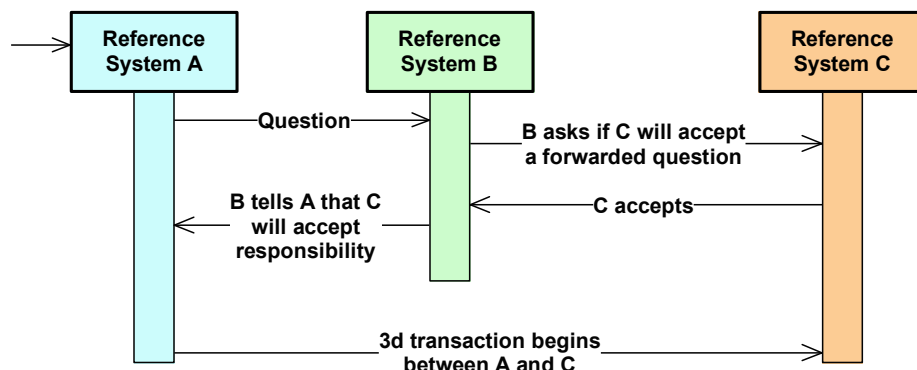 Reference
System A
Reference
System B
Reference
System C
Question
B asks if C will accept
a forwarded question
B tells A that C
will accept
responsibility
C accepts
3d transaction begins
between A and C